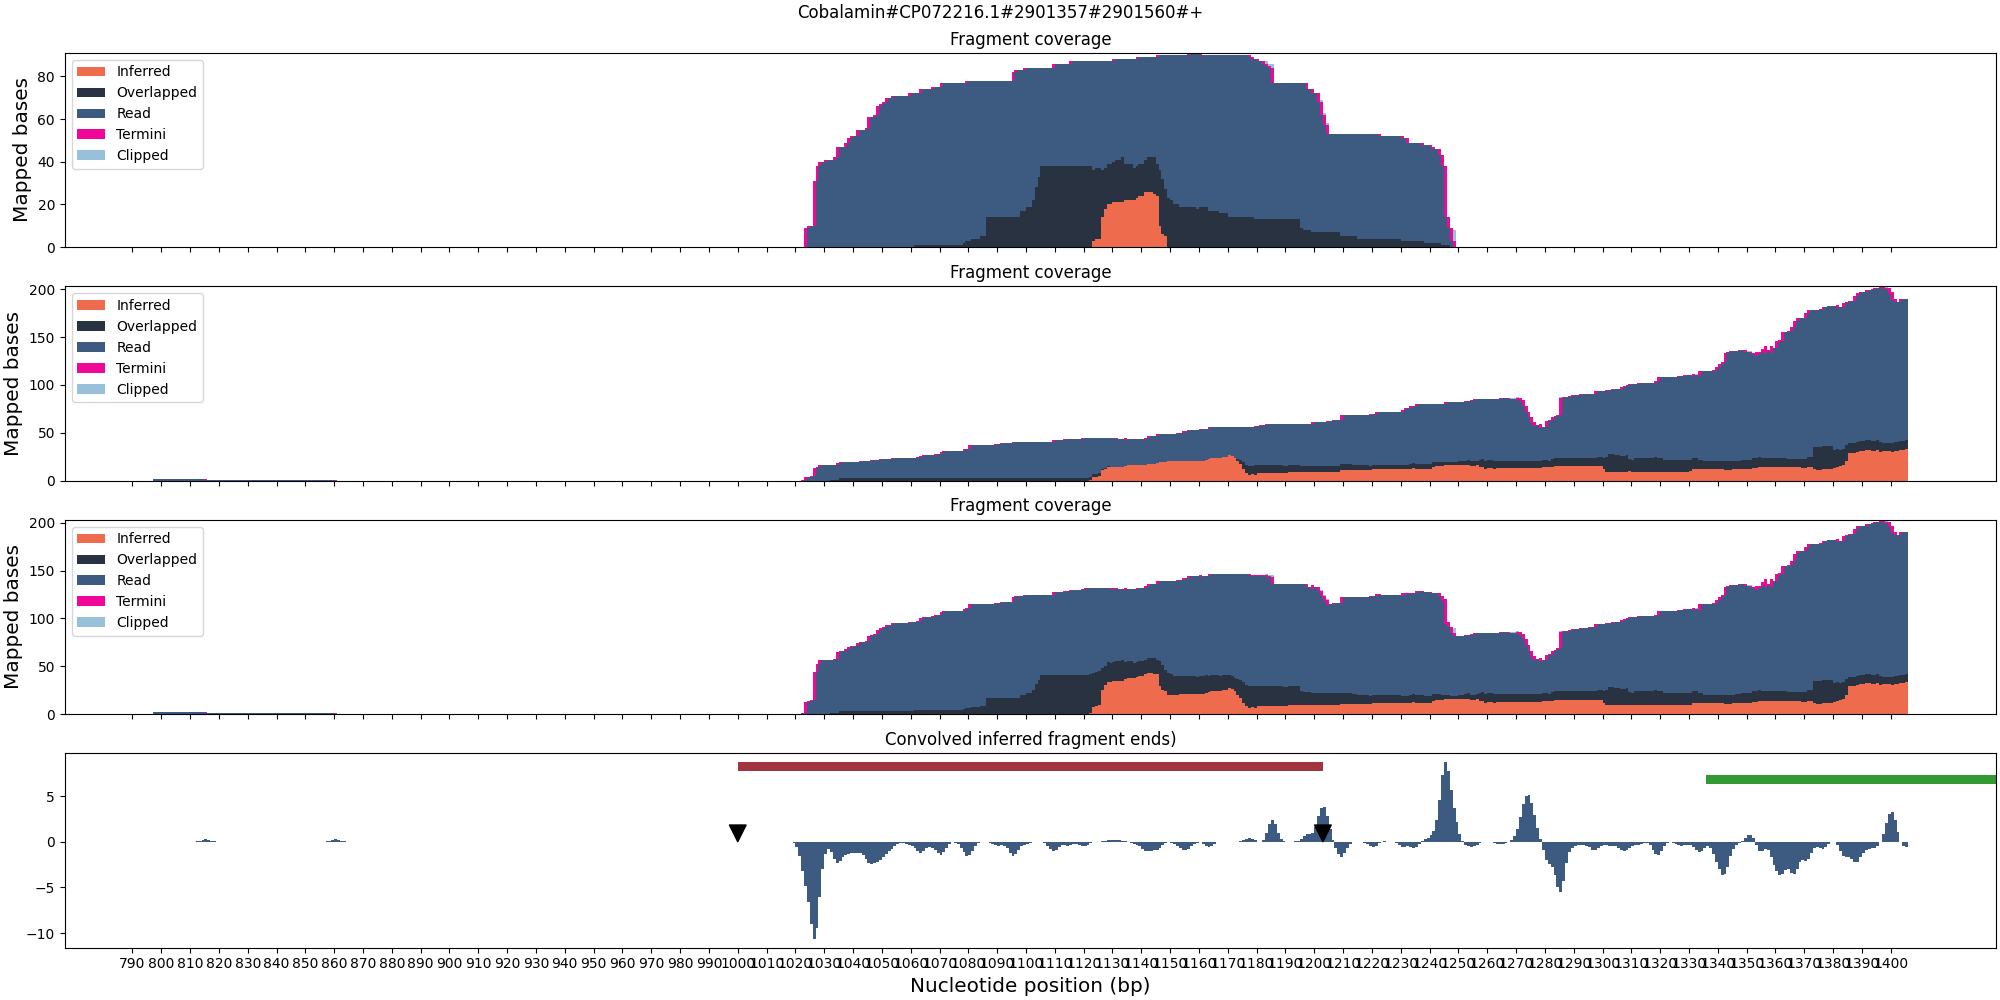 Cobalamin#CP072216.1#2901357#2901560#+
Fragment coverage
Mapped bases
80
60
40
20
0
Inferred
Overlapped
Read
Termini
Clipped
Fragment coverage
Mapped bases
200
150
100
50
0
Inferred
Overlapped
Read
Termini
Clipped
Fragment coverage
Mapped bases
200
150
100
50
0
Inferred
Overlapped
Read
Termini
Clipped
Convolved inferred fragment ends)
5
0
−5
−10
790 800 810 820 830 840 850 860 870 880 890 900 910 920 930 940 950 960 970 980 990 1000 1010 1020 1030 1040 1050 1060 1070 1080 1090 1100 1110 1120 1130 1140 1150 1160 1170 1180 1190 1200 1210 1220 1230 1240 1250 1260 1270 1280 1290 1300 1310 1320 1330 1340 1350 1360 1370 1380 1390 1400
Nucleotide position (bp)